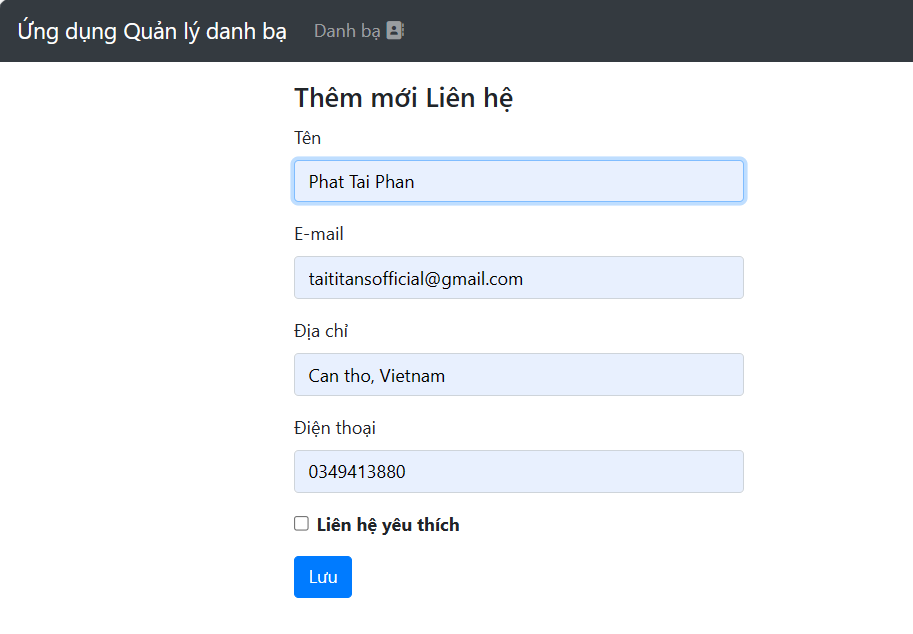 Ứng dụng Quản lý danh bạ Danh bạ
Thêm mới Liên hệ
Tên
Phat Tai Phan
E-mail
taititansofficial@gmail.com
Địa chỉ
Can tho, Vietnam
Điện thoại
0349413880
Liên hệ yêu thích
Lưu